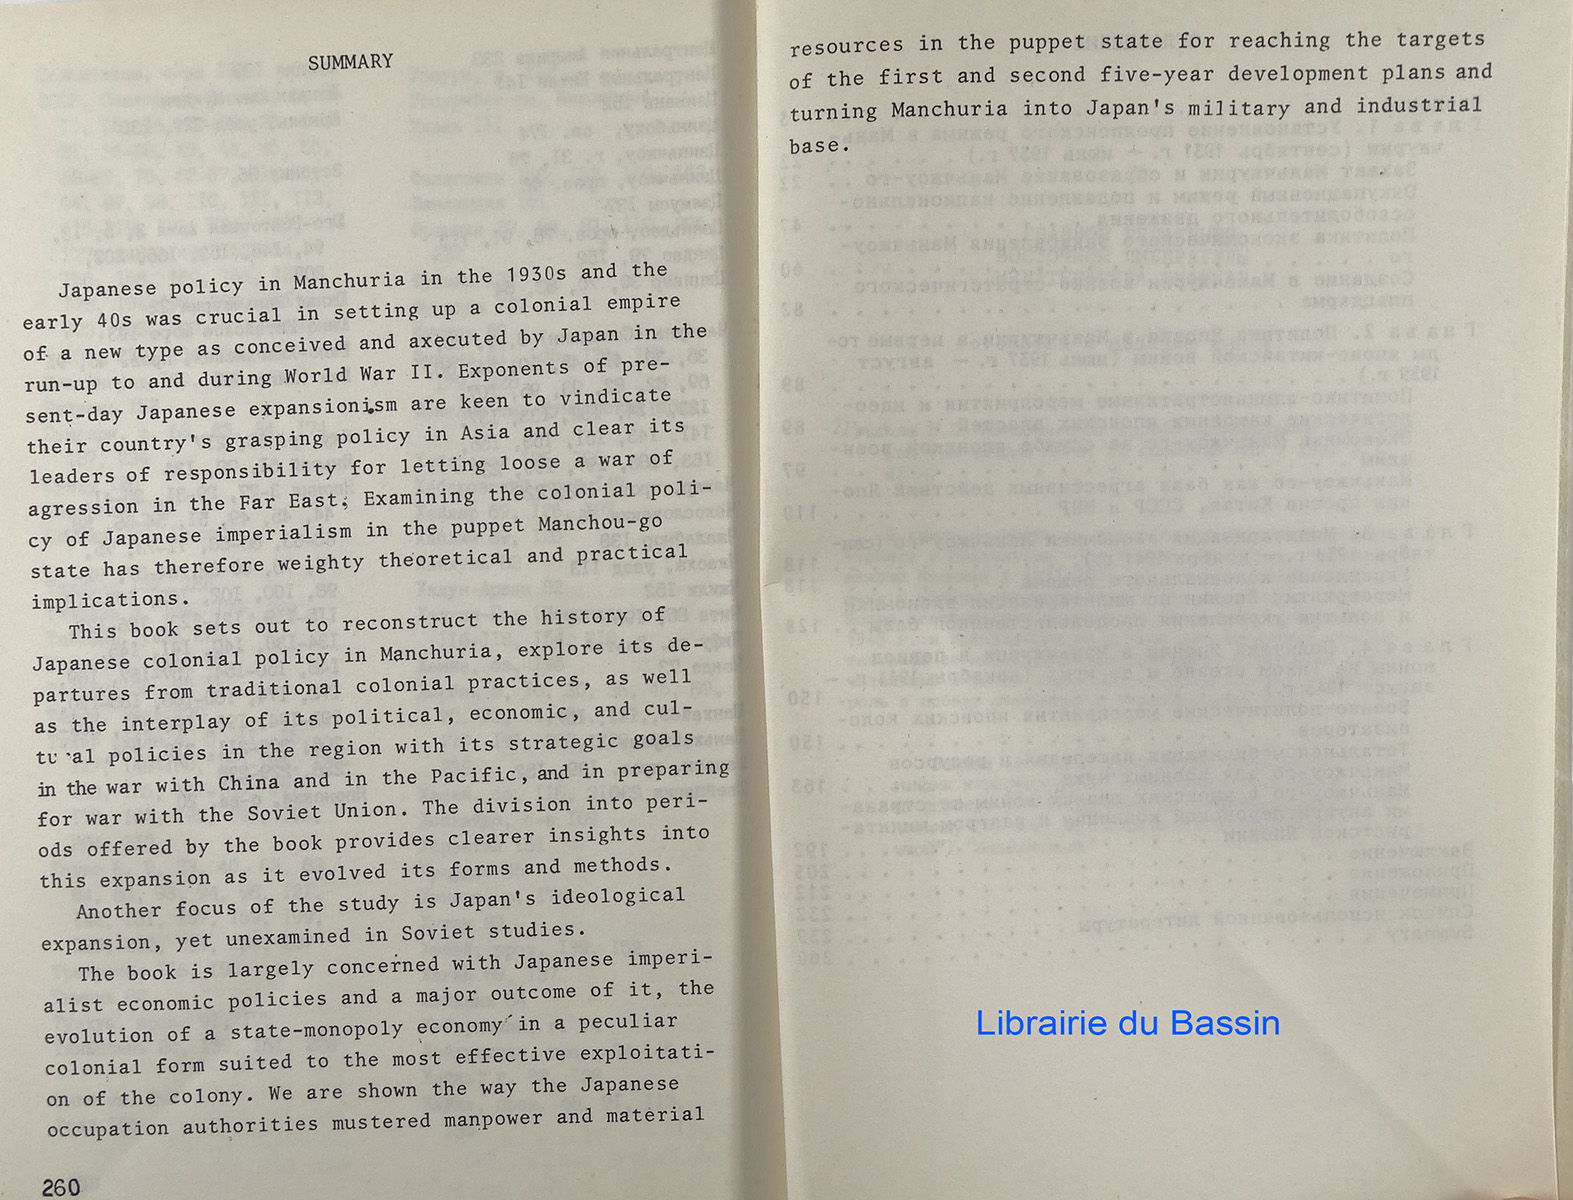 SUMMARY
Japanese policy in Manchuria in the 1930s and the
early 40s was crucial in setting up a colonial empire
of a new type as conceived and axecuted by Japan in the
run-up to and during World War II. Exponents of pre-
sent-day Japanese expansionism are keen to vindicate
their country's grasping policy in Asia and clear its
leaders of responsibility for letting loose a war of
agression in the Far East. Examining the colonial poli-
cy of Japanese imperialism in the puppet Manchou-go
state has therefore weighty theoretical and practical
implications.
This book sets out to reconstruct the history of
Japanese colonial policy in Manchuria, explore its de-
partures from traditional colonial practices, as well
as the interplay of its political, economic, and cul-
tural policies in the region with its strategic goals
in the war with China and in the Pacific, and in preparing
for war with the Soviet Union. The division into peri-
ods offered by the book provides clearer insights into
this expansion as it evolved its forms and methods.
Another focus of the study is Japan's ideological
expansion, yet unexamined in Soviet studies.
The book is largely concerned with Japanese imperi-
alist economic policies and a major outcome of it, the
evolution of a state-monopoly economy in a peculiar
colonial form suited to the most effective exploitati-
on of the colony. We are shown the way the Japanese
occupation authorities mustered manpower and material
260
resources in the puppet state for reaching the targets
of the first and second five-year development plans and
turning Manchuria into Japan's military and industrial
base.
Librairie du Bassin